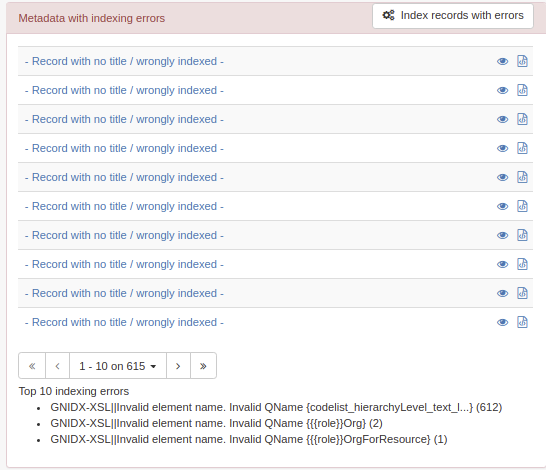 Metadata with indexing errors
Index records with errors
- Record with no title / wrongly indexed -
- Record with no title / wrongly indexed -
- Record with no title / wrongly indexed -
- Record with no title / wrongly indexed -
- Record with no title / wrongly indexed -
- Record with no title / wrongly indexed -
- Record with no title / wrongly indexed -
- Record with no title / wrongly indexed -
- Record with no title / wrongly indexed -
- Record with no title / wrongly indexed -
« ‹ 1 - 10 on 615 › »
Top 10 indexing errors
• GNIDX-XSL||Invalid element name. Invalid QName {codelist_hierarchyLevel_text_l...} (612)
• GNIDX-XSL||Invalid element name. Invalid QName {{{role}}Org} (2)
• GNIDX-XSL||Invalid element name. Invalid QName {{{role}}OrgForResource} (1)